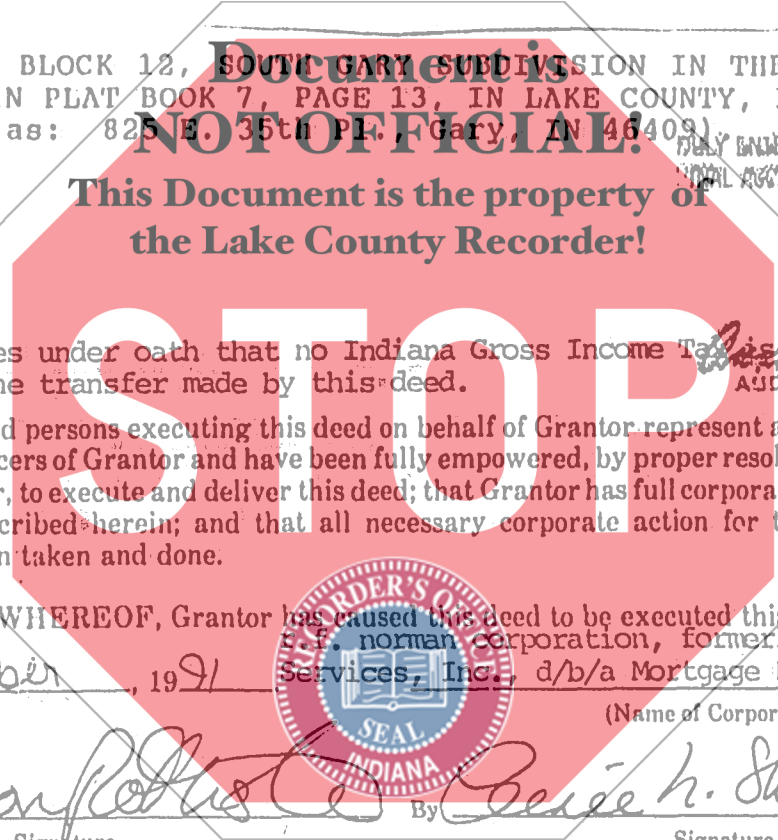 BLOCK 12, SOUTH GARY SUBDIVISION IN THE
Document is
N PLAT BOOK 7, PAGE 13, IN LAKE COUNTY,
as: 825 E. 35th Pl., Gary, IN 46409)
NOT OFFICIAL!
This Document is the property of
the Lake County Recorder!
STOP
es under oath that no Indiana Gross Income Tax is
e transfer made by this deed.
d persons executing this deed on behalf of Grantor represent a
cers of Grantor and have been fully empowered, by proper resol
, to execute and deliver this deed; that Grantor has full corpora
cribed herein; and that all necessary corporate action for t
n taken and done.
WHEREOF, Grantor has caused this deed to be executed thi
norman corporation, former
, 1991 Services, Inc., d/b/a Mortgage
(Name of Corpor
RECORDER'S OFFICE
SEAL
INDIANA
By
Signature Signature